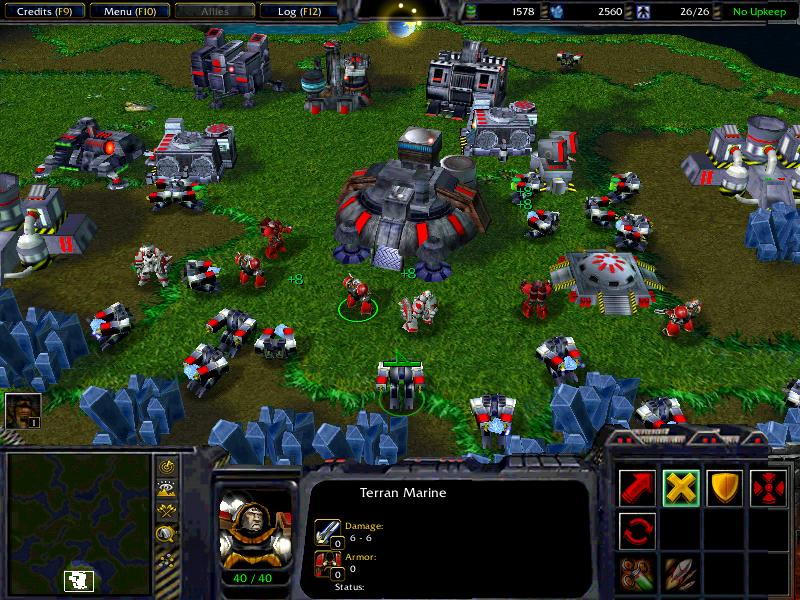 Credits (F9) Menu (F10) Allies Log (F12) 1578 2560 26/26 No Upkeep
+8
+8
+8
+8
1
Terran Marine
Damage:
6 - 6
0
Armor:
0
0
Status:
40 / 40